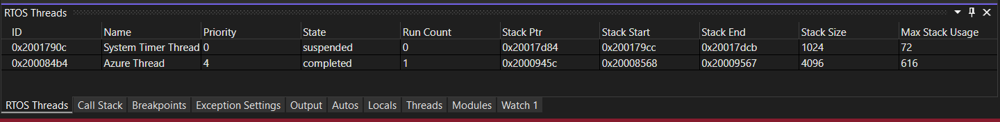 RTOS Threads
ID Name Priority State Run Count Stack Ptr Stack Start Stack End Stack Size Max Stack Usage
0x2001790c System Timer Thread 0 suspended 0 0x20017d84 0x200179cc 0x20017dcb 1024 72
0x200084b4 Azure Thread 4 completed 1 0x2000945c 0x20008568 0x20009567 4096 616
RTOS Threads Call Stack Breakpoints Exception Settings Output Autos Locals Threads Modules Watch 1